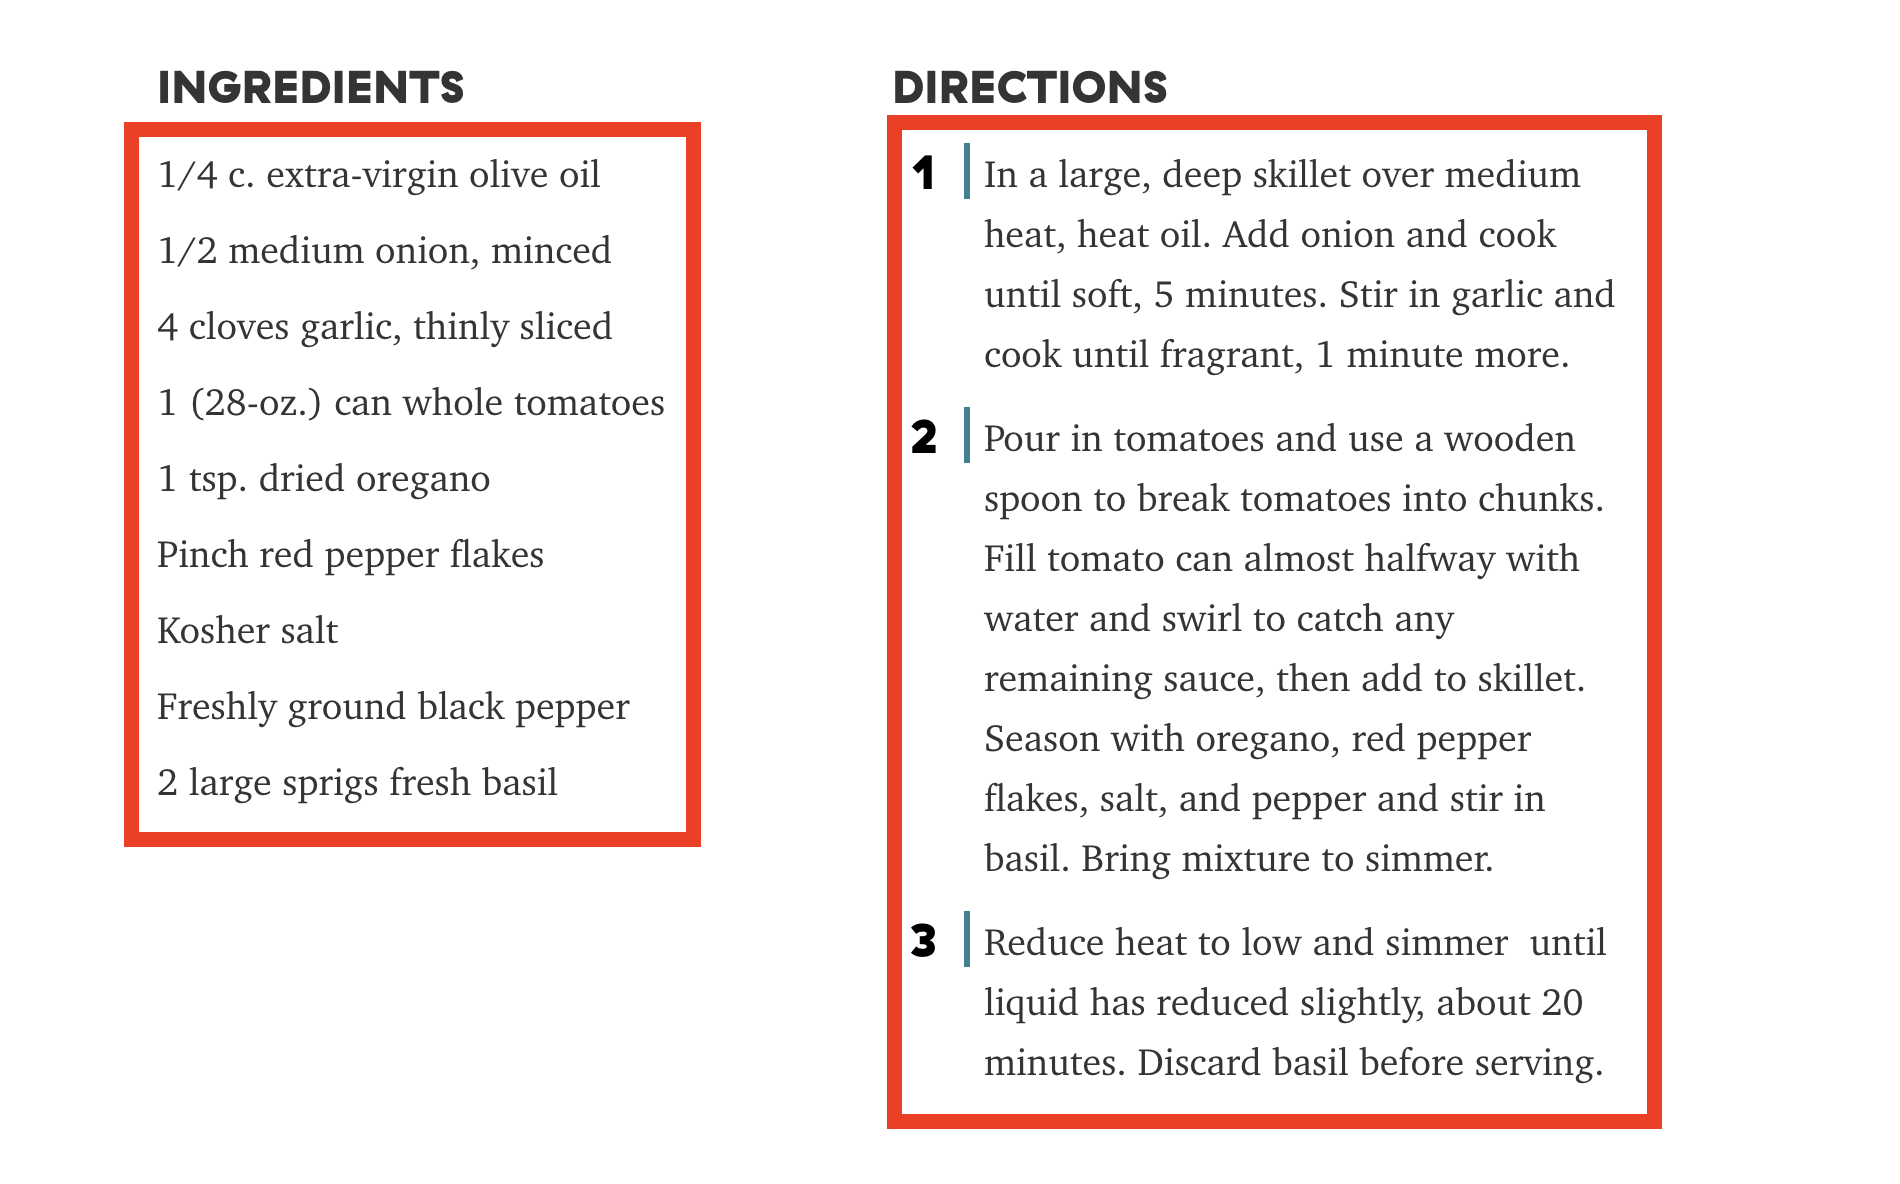 INGREDIENTS
1/4 c. extra-virgin olive oil
1/2 medium onion, minced
4 cloves garlic, thinly sliced
1 (28-oz.) can whole tomatoes
1 tsp. dried oregano
Pinch red pepper flakes
Kosher salt
Freshly ground black pepper
2 large sprigs fresh basil
DIRECTIONS
1 In a large, deep skillet over medium
heat, heat oil. Add onion and cook
until soft, 5 minutes. Stir in garlic and
cook until fragrant, 1 minute more.
2 Pour in tomatoes and use a wooden
spoon to break tomatoes into chunks.
Fill tomato can almost halfway with
water and swirl to catch any
remaining sauce, then add to skillet.
Season with oregano, red pepper
flakes, salt, and pepper and stir in
basil. Bring mixture to simmer.
3 Reduce heat to low and simmer  until
liquid has reduced slightly, about 20
minutes. Discard basil before serving.